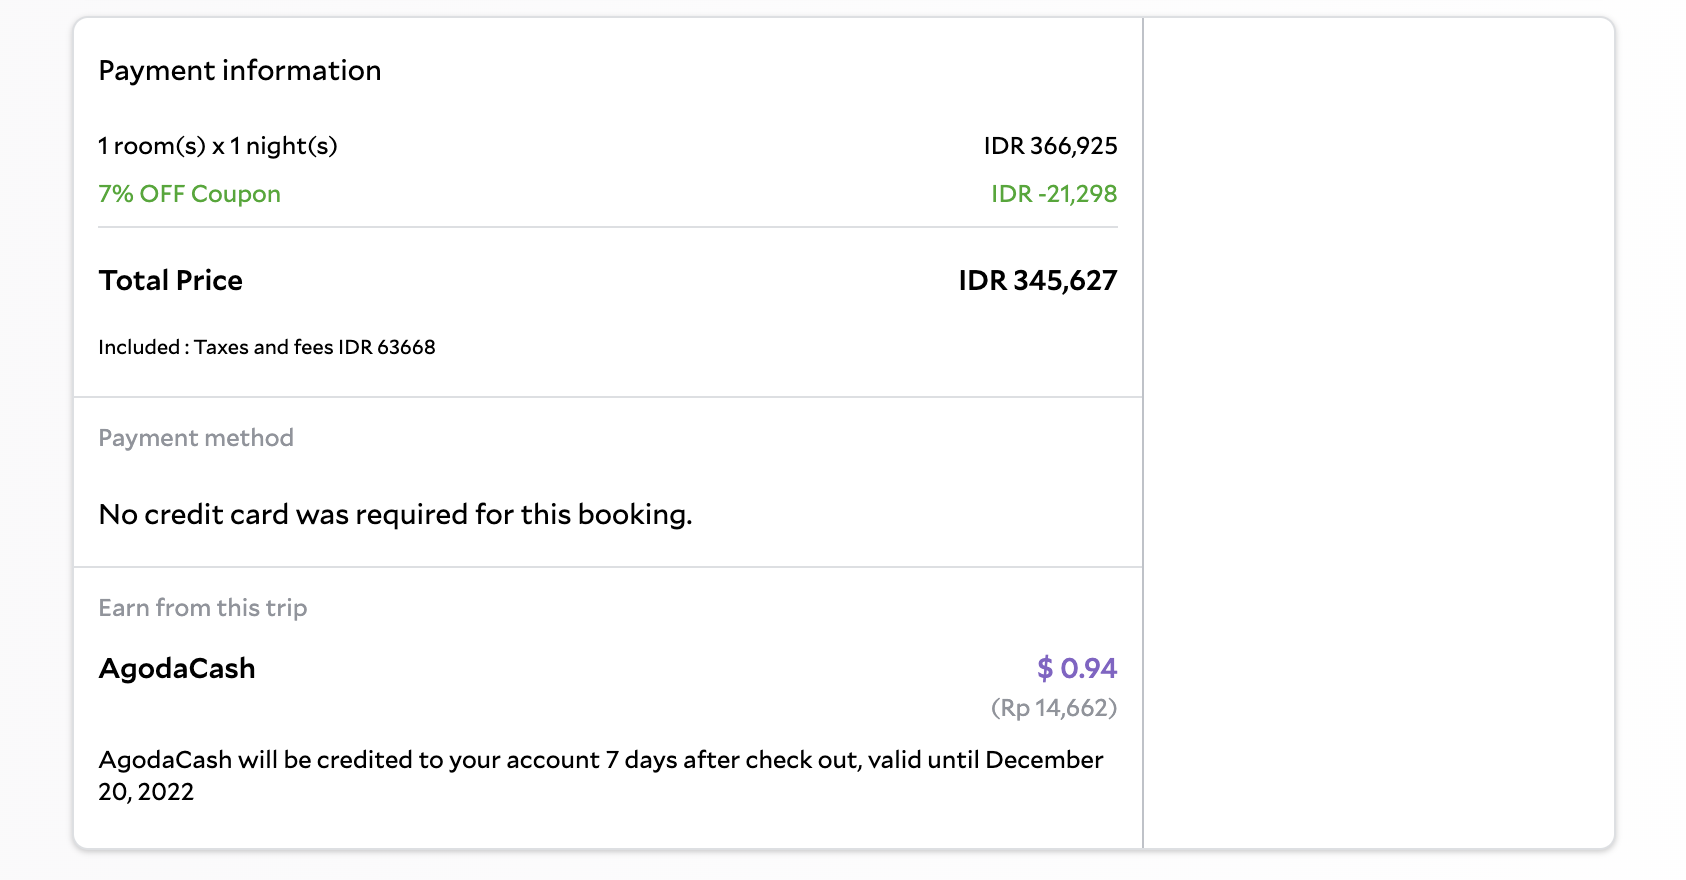 Payment information
1 room(s) x 1 night(s) IDR 366,925
7% OFF Coupon IDR -21,298
Total Price IDR 345,627
Included : Taxes and fees IDR 63668
Payment method
No credit card was required for this booking.
Earn from this trip
AgodaCash $ 0.94
(Rp 14,662)
AgodaCash will be credited to your account 7 days after check out, valid until December
20, 2022